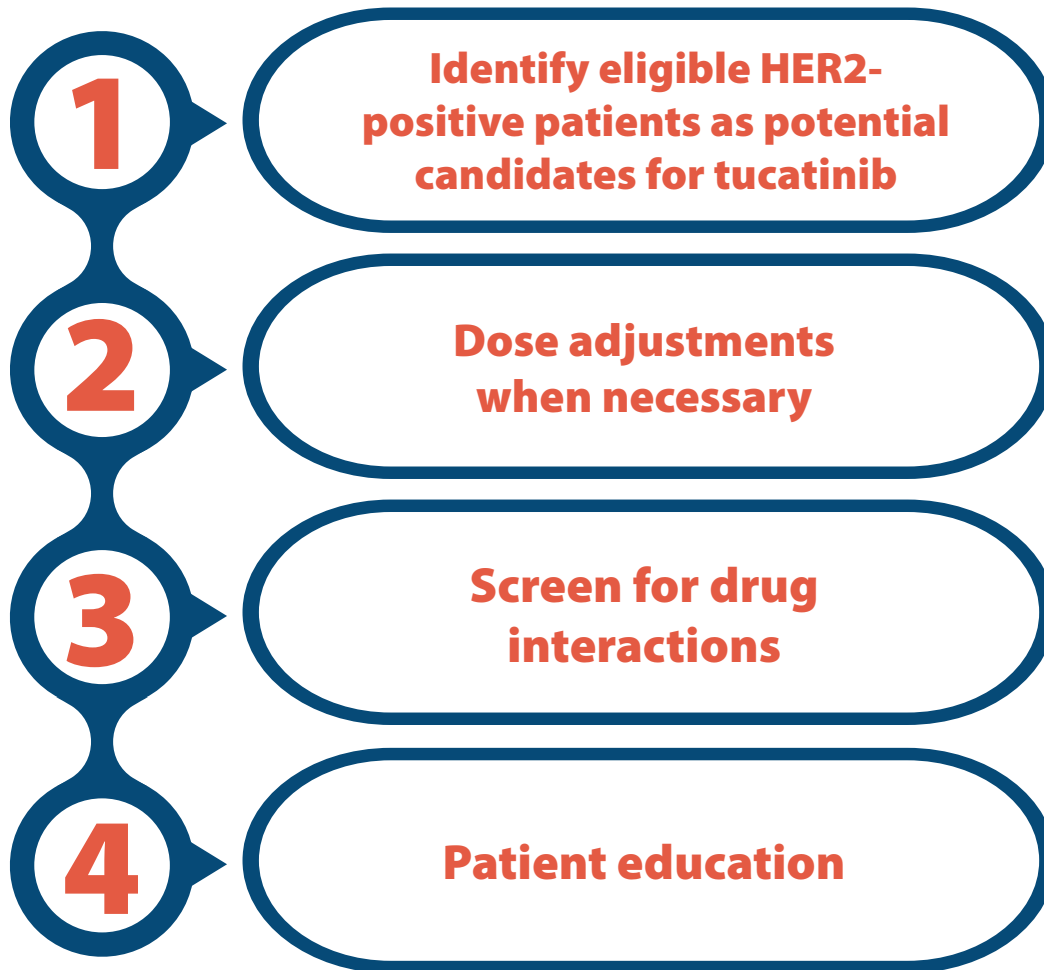 1
Identify eligible HER2-
positive patients as potential
candidates for tucatinib
2
Dose adjustments
when necessary
3
Screen for drug
interactions
4
Patient education